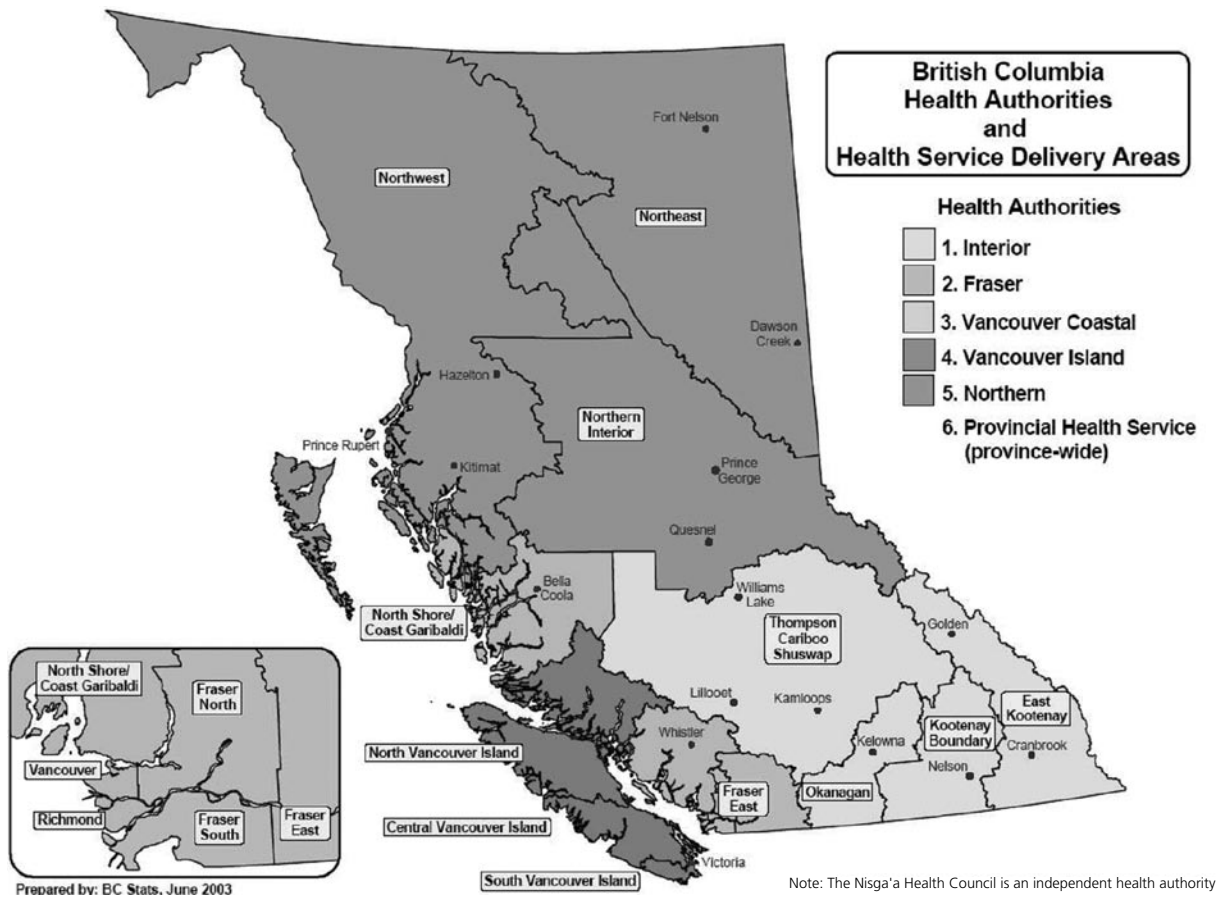 British Columbia
Health Authorities
and
Health Service Delivery Areas
Health Authorities
1. Interior
2. Fraser
3. Vancouver Coastal
4. Vancouver Island
5. Northern
6. Provincial Health Service
(province-wide)
Fort Nelson
Northwest
Northeast
Dawson
Creek
Hazelton
Northern
Interior
Prince Rupert
Kitimat
Prince
George
Quesnel
Bella
Coola
Williams
Lake
North Shore/
Coast Garibaldi
Thompson
Cariboo
Shuswap
Golden
Lillooet
Kamloops
East
Kootenay
Kootenay
Boundary
Whistler
Kelowna
Cranbrook
North Vancouver Island
Nelson
Fraser
East
Okanagan
Central Vancouver Island
Victoria
South Vancouver Island
North Shore/
Coast Garibaldi
Fraser
North
Vancouver
Richmond
Fraser
South
Fraser
East
Prepared by: BC Stats, June 2003
Note: The Nisga'a Health Council is an independent health authority